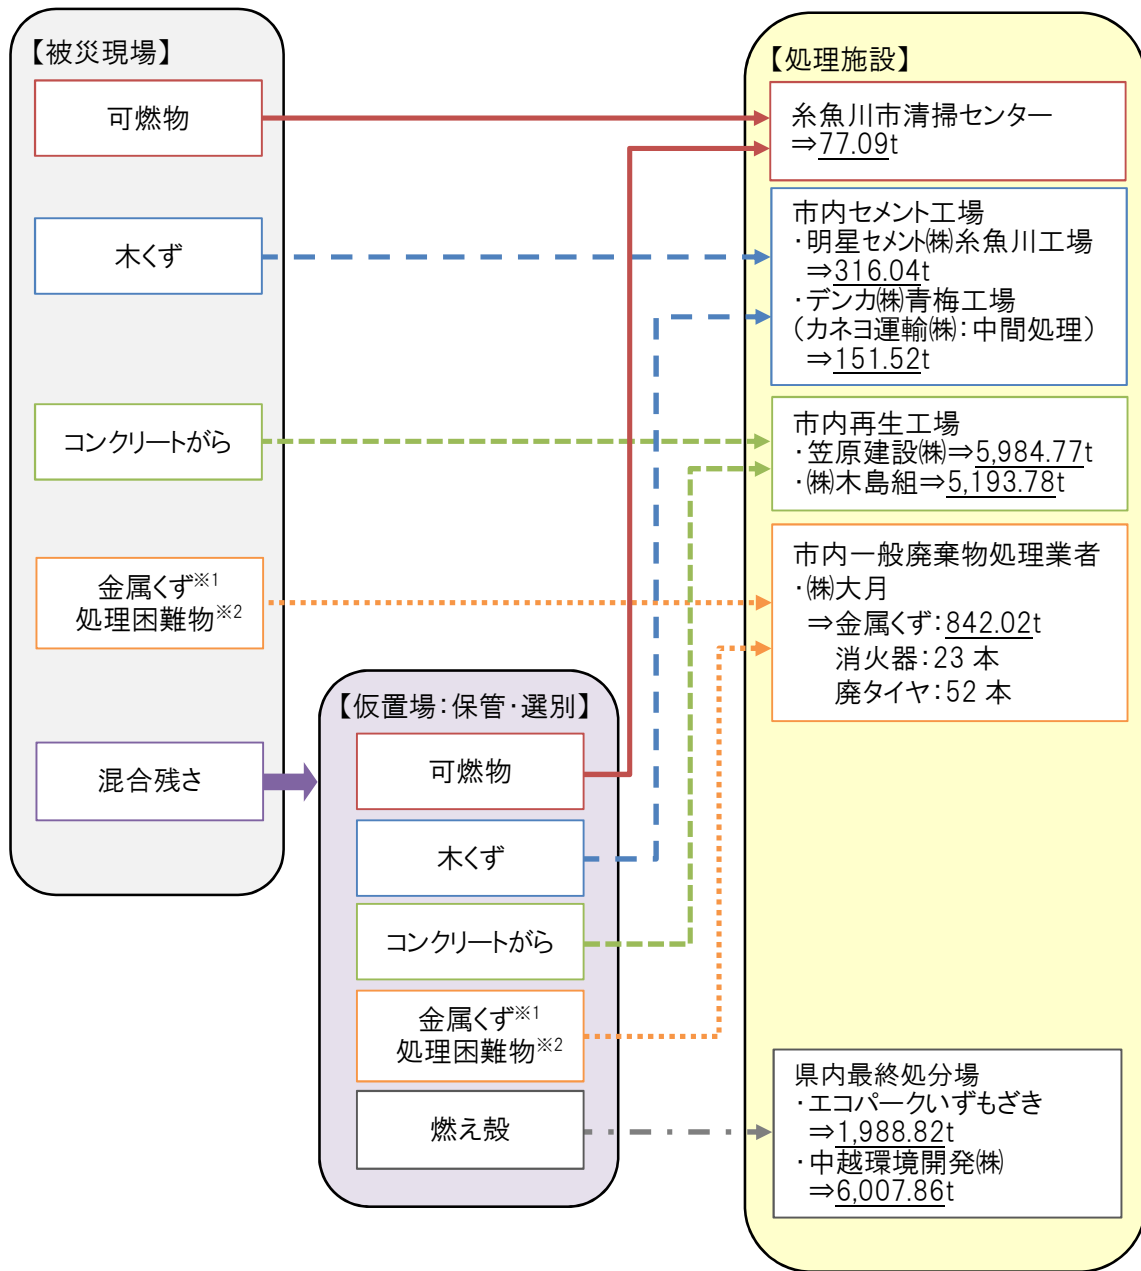 【被災現場】
可燃物
木くず
コンクリートがら
金属くず※1
処理困難物※2
混合残さ
【仮置場:保管・選別】
可燃物
木くず
コンクリートがら
金属くず※1
処理困難物※2
燃え殻
【処理施設】
糸魚川市清掃センター
⇒77.09t
市内セメント工場
・明星セメント㈱糸魚川工場
⇒316.04t
・デンカ㈱青梅工場
(カネヨ運輸㈱:中間処理)
⇒151.52t
市内再生工場
・笠原建設㈱⇒5,984.77t
・㈱木島組⇒5,193.78t
市内一般廃棄物処理業者
・㈱大月
⇒金属くず:842.02t
消火器:23 本
廃タイヤ:52 本
県内最終処分場
・エコパークいずもざき
⇒1,988.82t
・中越環境開発㈱
⇒6,007.86t